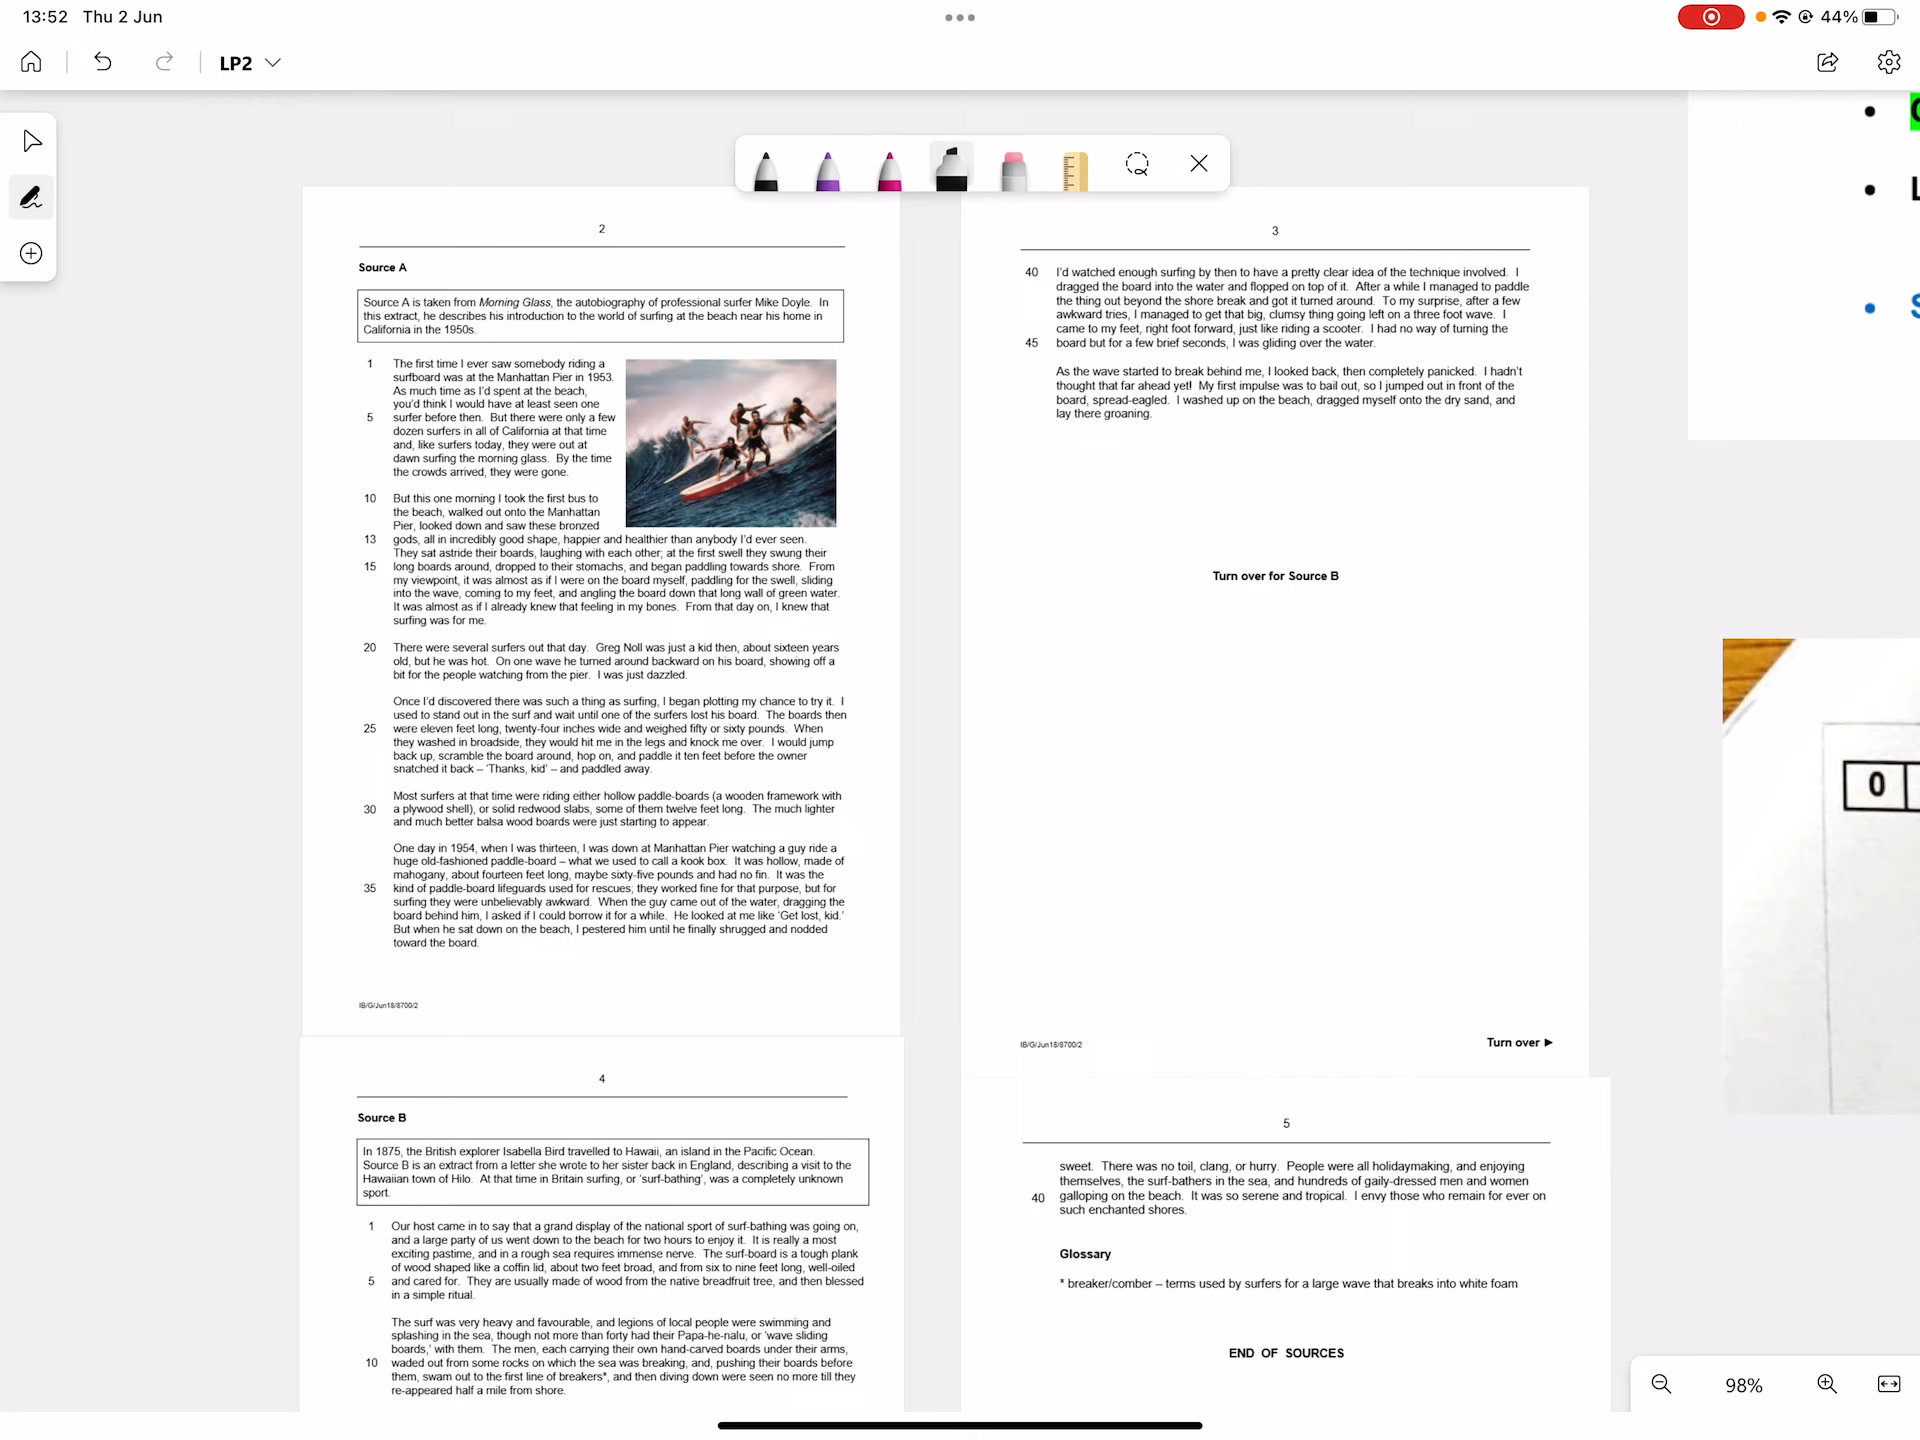 13:52 Thu 2 Jun
44%
LP2
2
Source A
Source A is taken from Morning Glass, the autobiography of professional surfer Mike Doyle. In
this extract, he describes his introduction to the world of surfing at the beach near his home in
California in the 1950s.
1 The first time I ever saw somebody riding a
surfboard was at the Manhattan Pier in 1953.
As much time as I'd spent at the beach,
you'd think I would have at least seen one
5 surfer before then. But there were only a few
dozen surfers in all of California at that time
and, like surfers today, they were out at
dawn surfing the morning glass. By the time
the crowds arrived, they were gone.
10 But this one morning I took the first bus to
the beach, walked out onto the Manhattan
Pier, looked down and saw these bronzed
13 gods, all in incredibly good shape, happier and healthier than anybody I'd ever seen.
They sat astride their boards, laughing with each other; at the first swell they swung their
15 long boards around, dropped to their stomachs, and began paddling towards shore. From
my viewpoint, it was almost as if I were on the board myself, paddling for the swell, sliding
into the wave, coming to my feet, and angling the board down that long wall of green water.
It was almost as if I already knew that feeling in my bones. From that day on, I knew that
surfing was for me.
20 There were several surfers out that day. Greg Noll was just a kid then, about sixteen years
old, but he was hot. On one wave he turned around backward on his board, showing off a
bit for the people watching from the pier. I was just dazzled.
Once I'd discovered there was such a thing as surfing, I began plotting my chance to try it. I
used to stand out in the surf and wait until one of the surfers lost his board. The boards then
25 were eleven feet long, twenty-four inches wide and weighed fifty or sixty pounds. When
they washed in broadside, they would hit me in the legs and knock me over. I would jump
back up, scramble the board around, hop on, and paddle it ten feet before the owner
snatched it back – 'Thanks, kid' – and paddled away.
Most surfers at that time were riding either hollow paddle-boards (a wooden framework with
30 a plywood shell), or solid redwood slabs, some of them twelve feet long. The much lighter
and much better balsa wood boards were just starting to appear.
One day in 1954, when I was thirteen, I was down at Manhattan Pier watching a guy ride a
huge old-fashioned paddle-board – what we used to call a kook box. It was hollow, made of
mahogany, about fourteen feet long, maybe sixty-five pounds and had no fin. It was the
35 kind of paddle-board lifeguards used for rescues; they worked fine for that purpose, but for
surfing they were unbelievably awkward. When the guy came out of the water, dragging the
board behind him, I asked if I could borrow it for a while. He looked at me like 'Get lost, kid.'
But when he sat down on the beach, I pestered him until he finally shrugged and nodded
toward the board.
IB/G/Jun18/8700/2
3
40 I'd watched enough surfing by then to have a pretty clear idea of the technique involved. I
dragged the board into the water and flopped on top of it. After a while I managed to paddle
the thing out beyond the shore break and got it turned around. To my surprise, after a few
awkward tries, I managed to get that big, clumsy thing going left on a three foot wave. I
came to my feet, right foot forward, just like riding a scooter. I had no way of turning the
45 board but for a few brief seconds, I was gliding over the water.
As the wave started to break behind me, I looked back, then completely panicked. I hadn't
thought that far ahead yet! My first impulse was to bail out, so I jumped out in front of the
board, spread-eagled. I washed up on the beach, dragged myself onto the dry sand, and
lay there groaning.
Turn over for Source B
IB/G/Jun18/8700/2
Turn over ►
4
Source B
In 1875, the British explorer Isabella Bird travelled to Hawaii, an island in the Pacific Ocean.
Source B is an extract from a letter she wrote to her sister back in England, describing a visit to the
Hawaiian town of Hilo. At that time in Britain surfing, or 'surf-bathing', was a completely unknown
sport.
1 Our host came in to say that a grand display of the national sport of surf-bathing was going on,
and a large party of us went down to the beach for two hours to enjoy it. It is really a most
exciting pastime, and in a rough sea requires immense nerve. The surf-board is a tough plank
of wood shaped like a coffin lid, about two feet broad, and from six to nine feet long, well-oiled
5 and cared for. They are usually made of wood from the native breadfruit tree, and then blessed
in a simple ritual.
The surf was very heavy and favourable, and legions of local people were swimming and
splashing in the sea, though not more than forty had their Papa-he-nalu, or 'wave sliding
boards,' with them. The men, each carrying their own hand-carved boards under their arms,
10 waded out from some rocks on which the sea was breaking, and, pushing their boards before
them, swam out to the first line of breakers*, and then diving down were seen no more till they
re-appeared half a mile from shore.
5
sweet. There was no toil, clang, or hurry. People were all holidaymaking, and enjoying
themselves, the surf-bathers in the sea, and hundreds of gaily-dressed men and women
40 galloping on the beach. It was so serene and tropical. I envy those who remain for ever on
such enchanted shores.
Glossary
* breaker/comber – terms used by surfers for a large wave that breaks into white foam
END OF SOURCES
0
98%